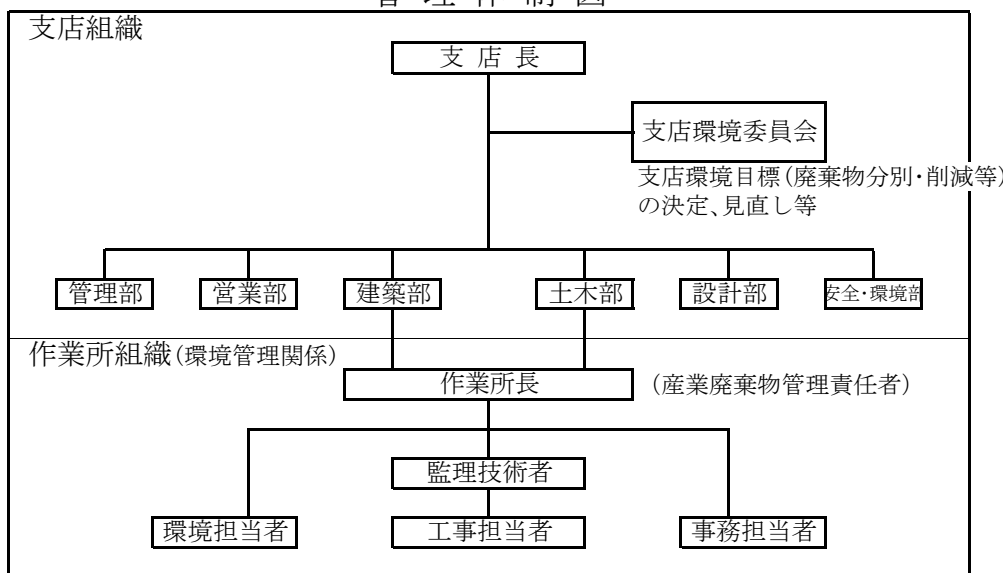 管理体制図
支店組織
支店長
支店環境委員会
支店環境目標(廃棄物分別･削減等)
の決定、見直し等
管理部
営業部
建築部
土木部
設計部
安全･環境部
作業所組織(環境管理関係)
作業所長
(産業廃棄物管理責任者)
監理技術者
環境担当者
工事担当者
事務担当者